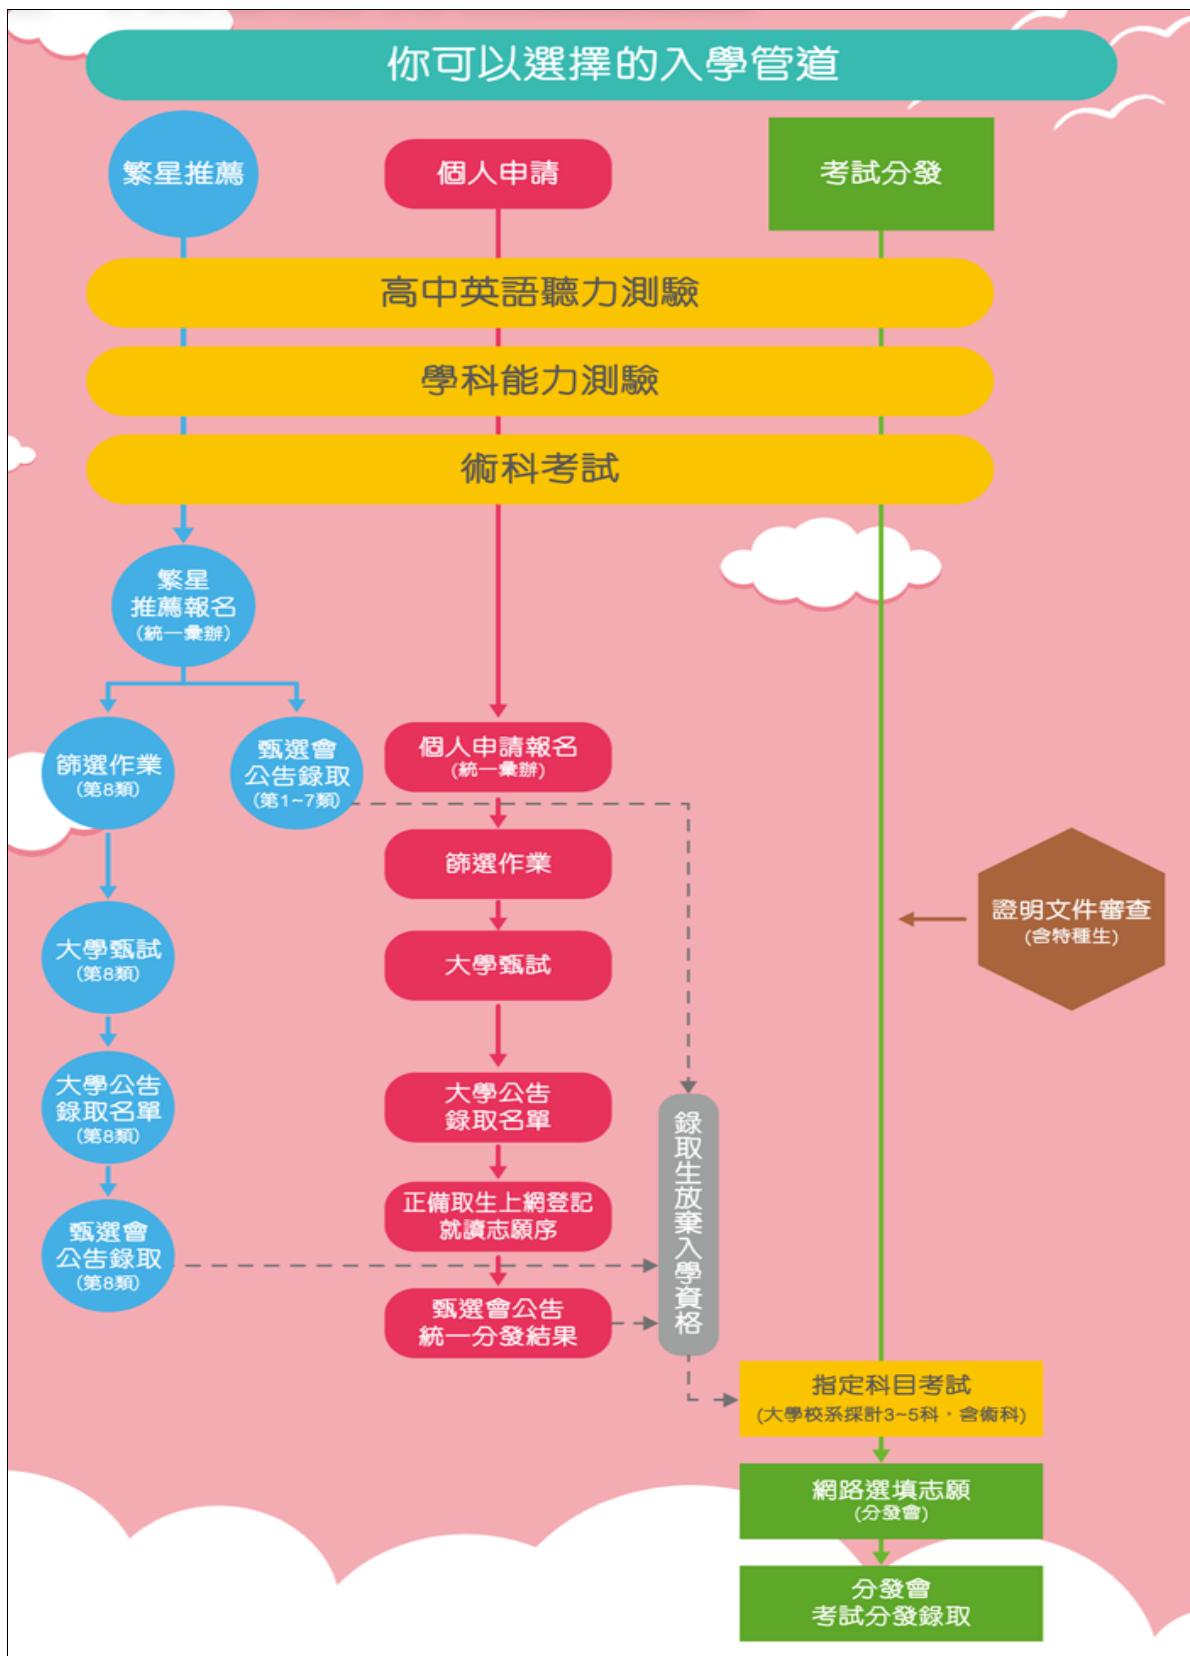 你可以選擇的入學管道
繁星推薦
個人申請
考試分發
高中英語聽力測驗
學科能力測驗
術科考試
繁星
推薦報名
(統一彙辦)
篩選作業
(第8類)
甄選會
公告錄取
(第1~7類)
個人申請報名
(統一彙辦)
篩選作業
證明文件審查
(含特種生)
大學甄試
(第8類)
大學甄試
大學公告
錄取名單
(第8類)
大學公告
錄取名單
錄取生放棄入學資格
正備取生上網登記
就讀志願序
甄選會
公告錄取
(第8類)
甄選會公告
統一分發結果
指定科目考試
(大學校系採計3~5科，含術科)
網路選填志願
(分發會)
分發會
考試分發錄取